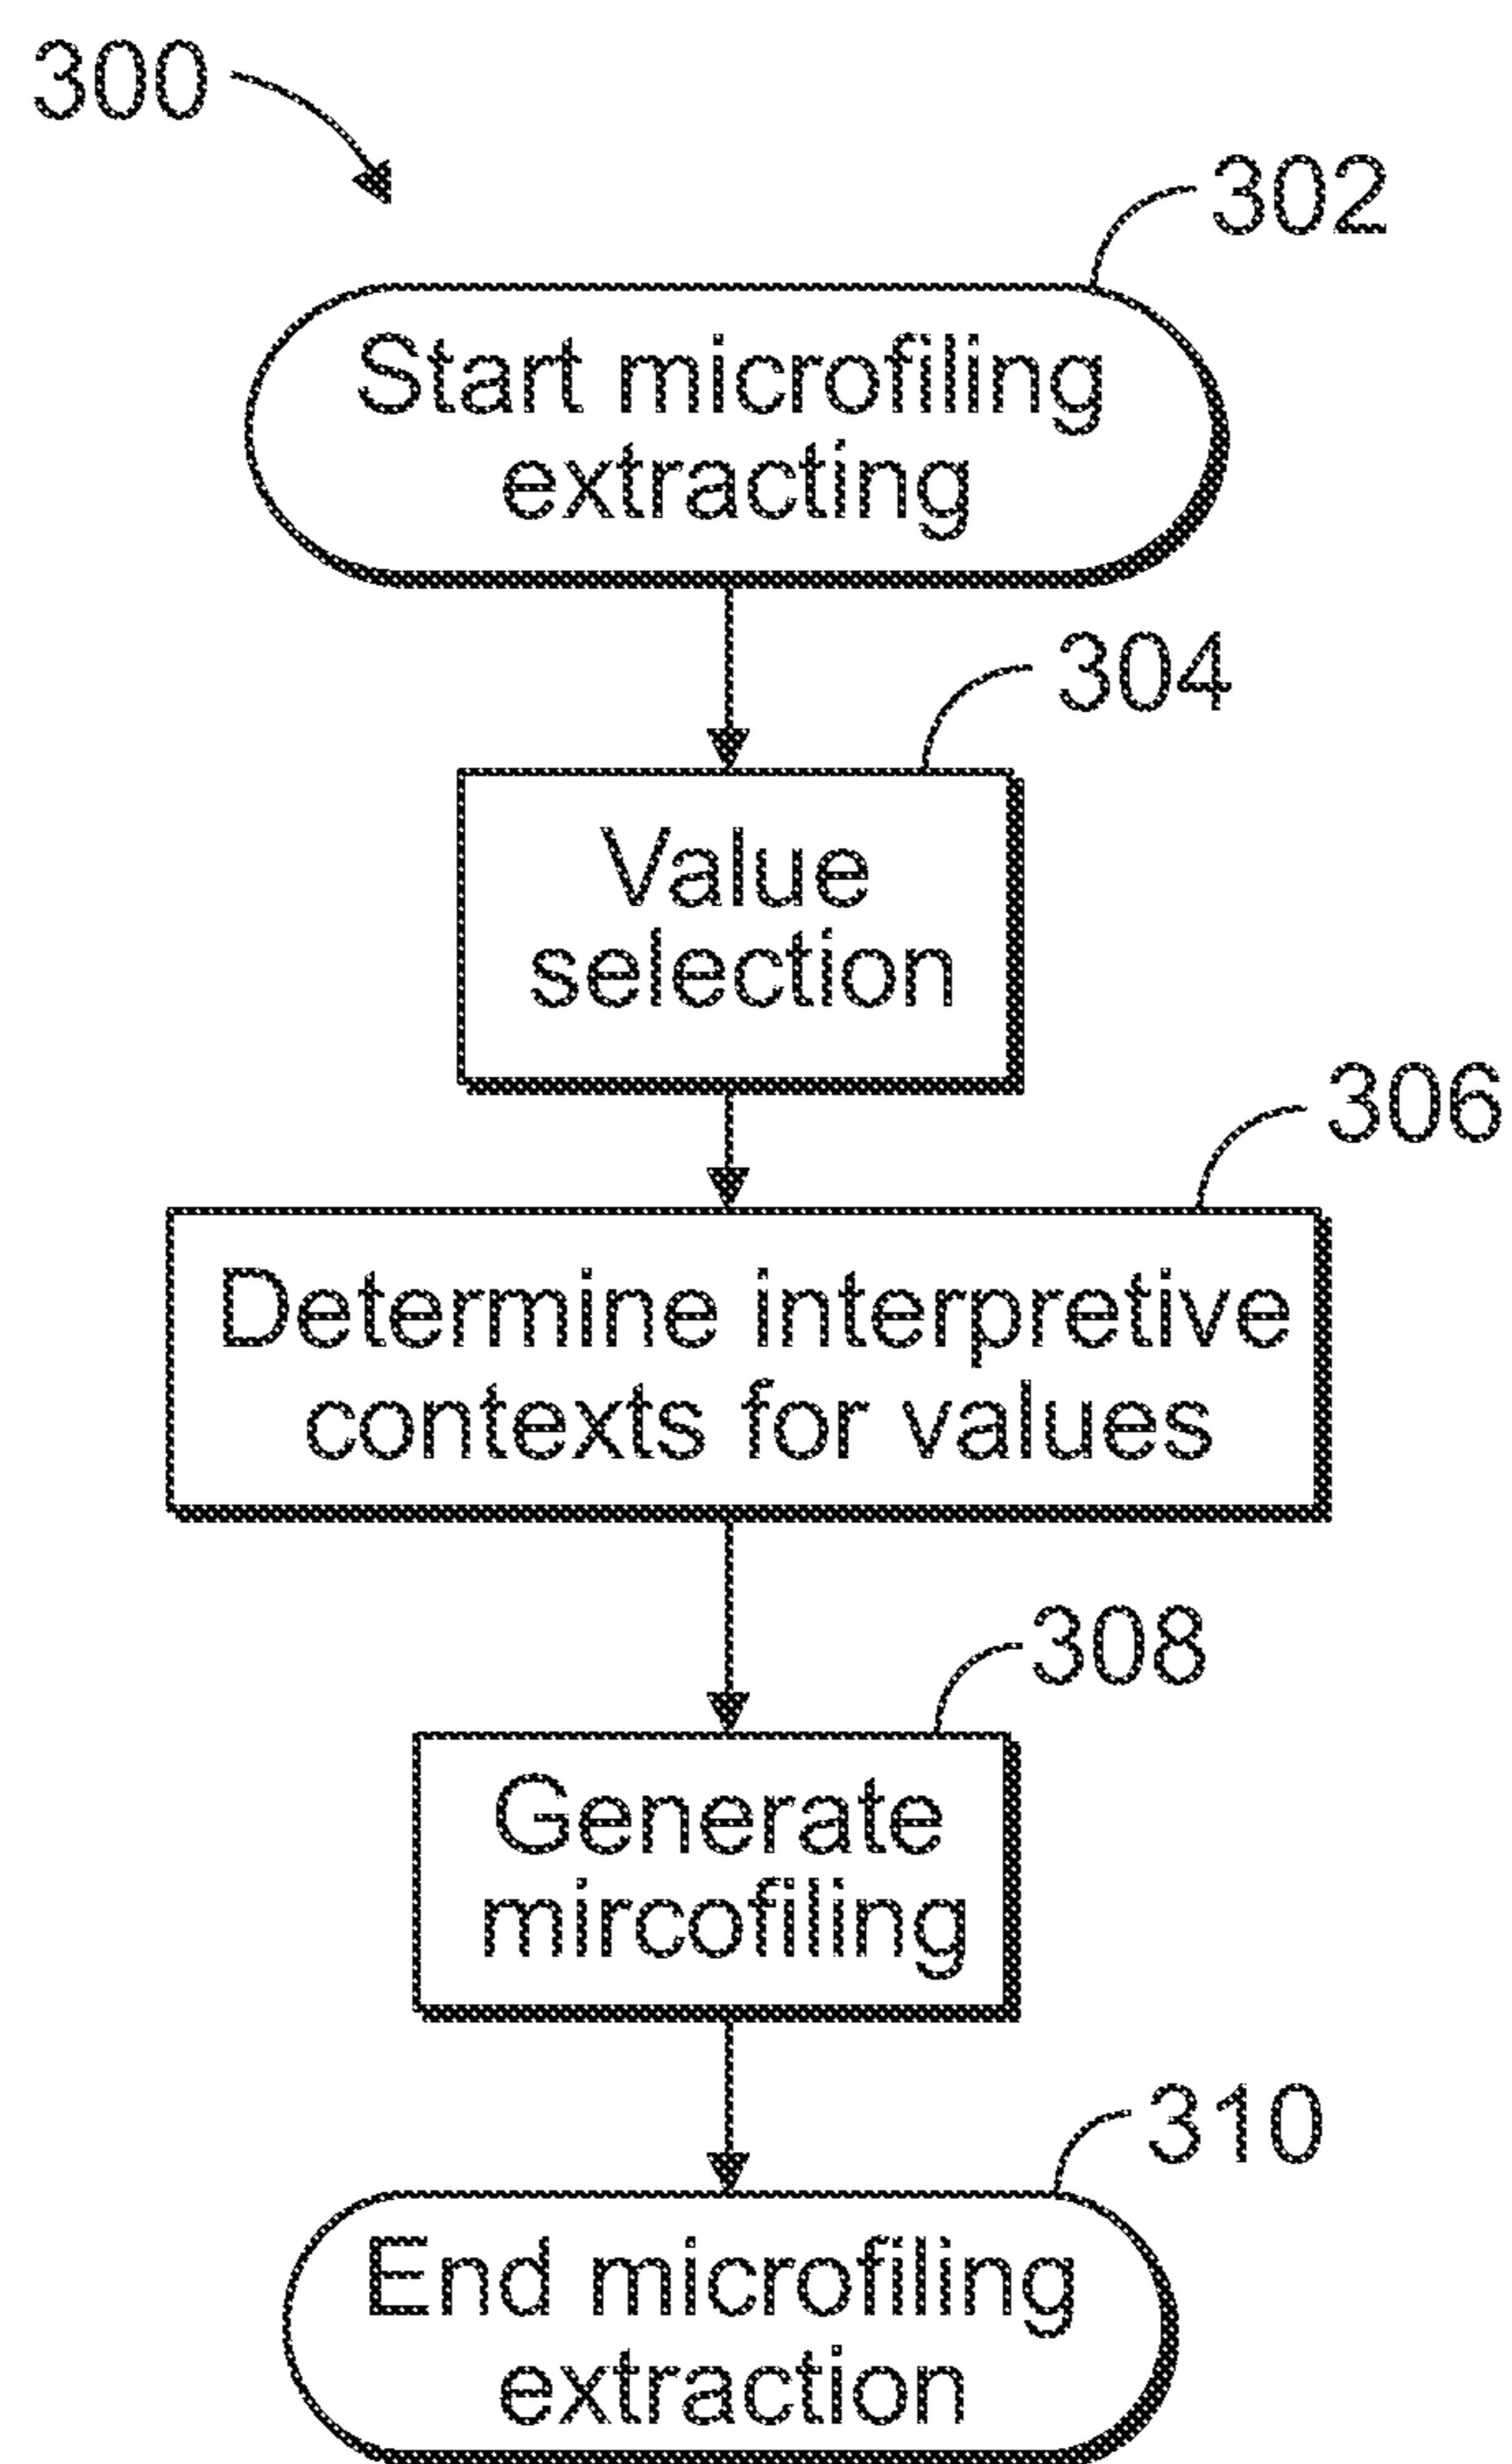 300
302
Start microfiling
extracting
304
Value
selection
306
Determine interpretive
contexts for values
308
Generate
mircofiling
310
End microfiling
extraction